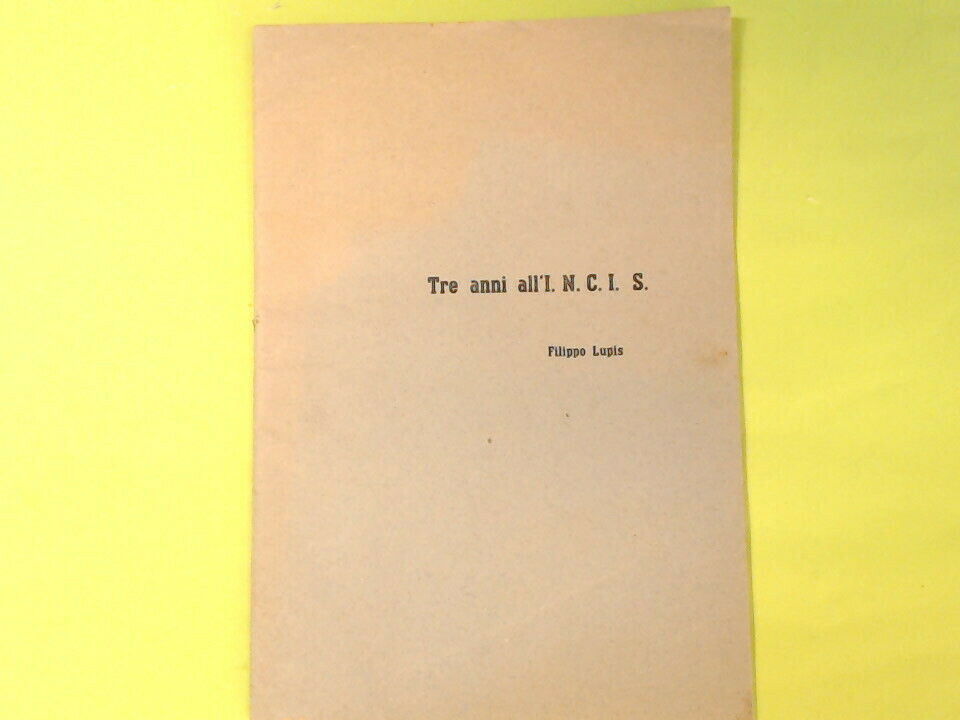 Tre anni all'I. N. C. I. S.
Filippo Lupis